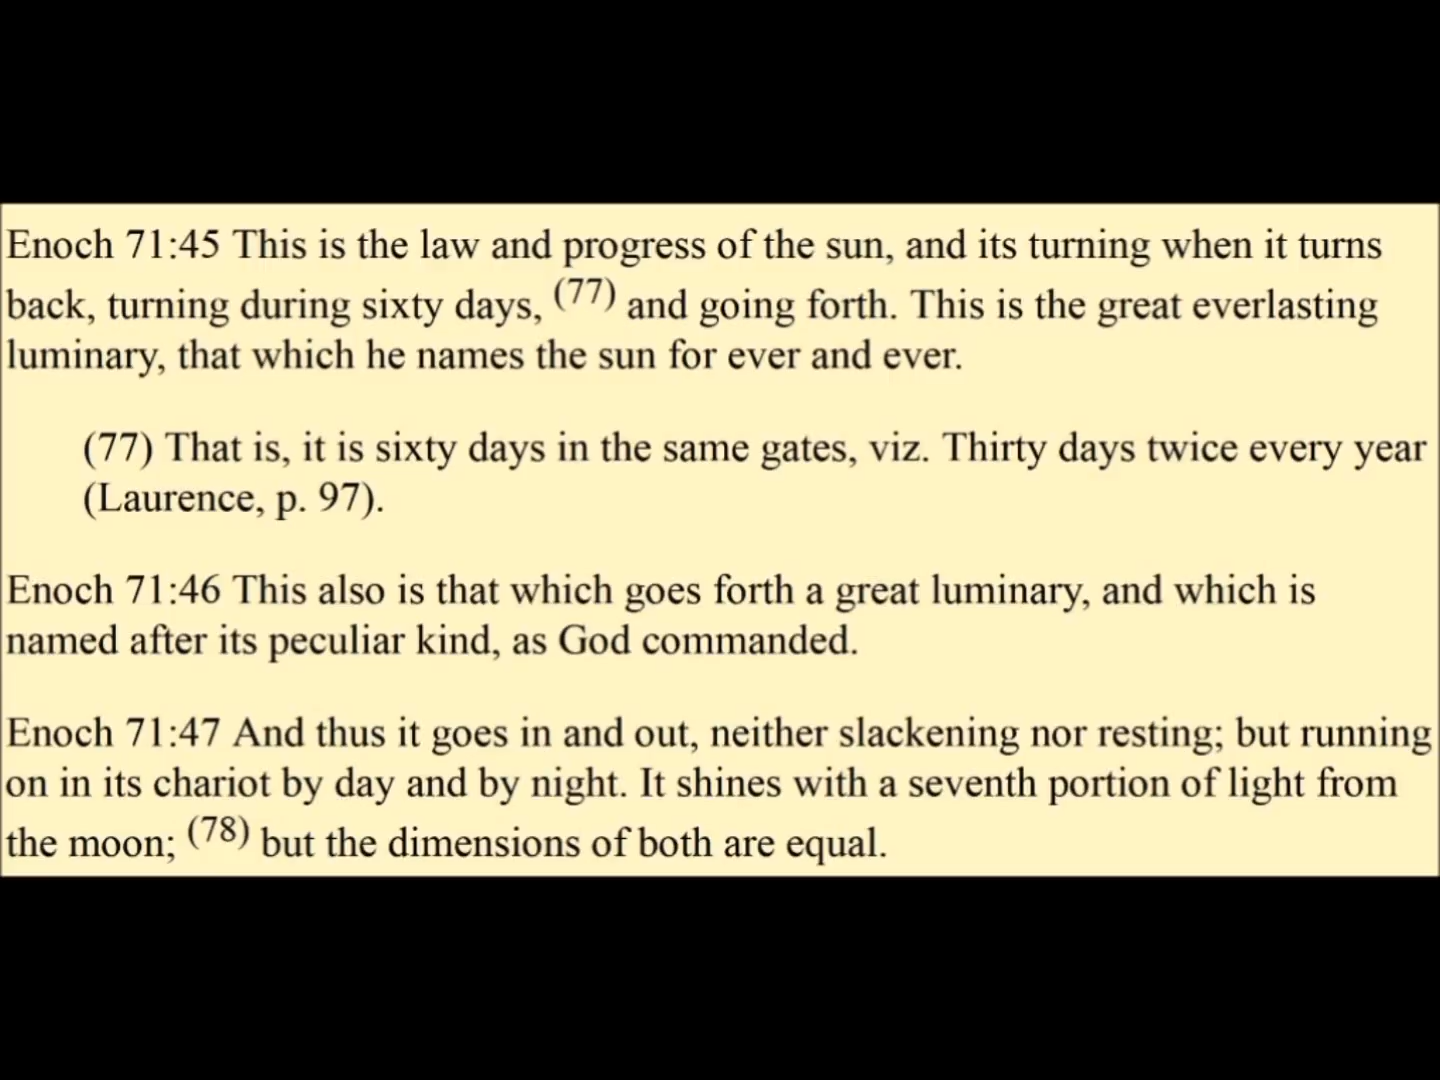 Enoch 71:45 This is the law and progress of the sun, and its turning when it turns
back, turning during sixty days, (77) and going forth. This is the great everlasting
luminary, that which he names the sun for ever and ever.
(77) That is, it is sixty days in the same gates, viz. Thirty days twice every year
(Laurence, p. 97).
Enoch 71:46 This also is that which goes forth a great luminary, and which is
named after its peculiar kind, as God commanded.
Enoch 71:47 And thus it goes in and out, neither slackening nor resting; but running
on in its chariot by day and by night. It shines with a seventh portion of light from
the moon; (78) but the dimensions of both are equal.